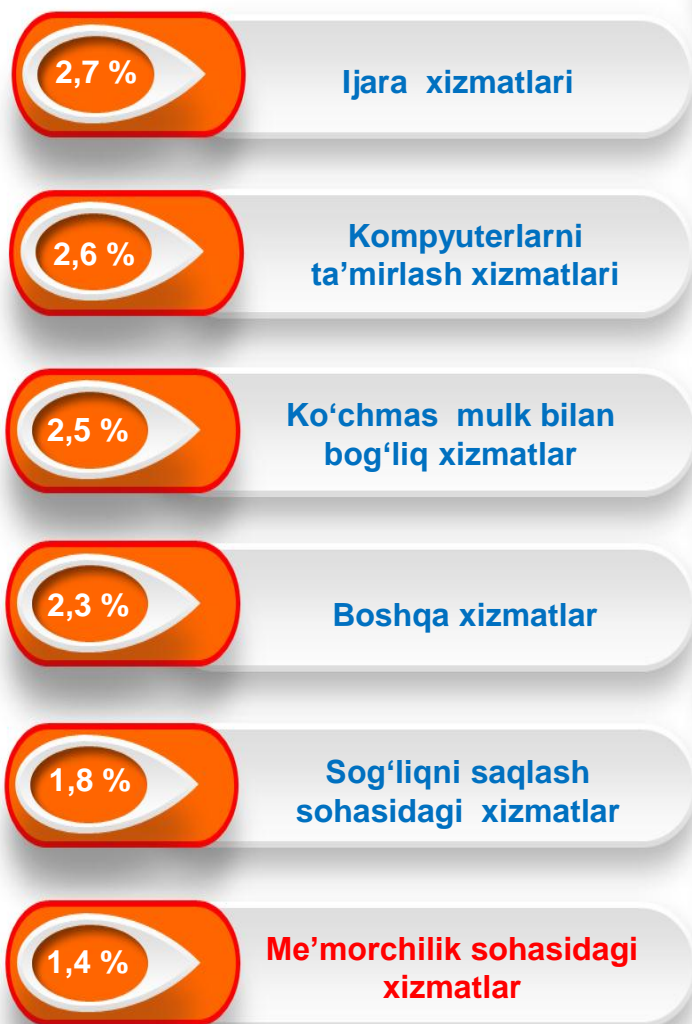 2,7 %
Ijara xizmatlari
2,6 %
Kompyuterlarni
ta’mirlash xizmatlari
2,5 %
Ko‘chmas mulk bilan
bog‘liq xizmatlar
2,3 %
Boshqa xizmatlar
1,8 %
Sog‘liqni saqlash
sohasidagi xizmatlar
1,4 %
Me’morchilik sohasidagi
xizmatlar